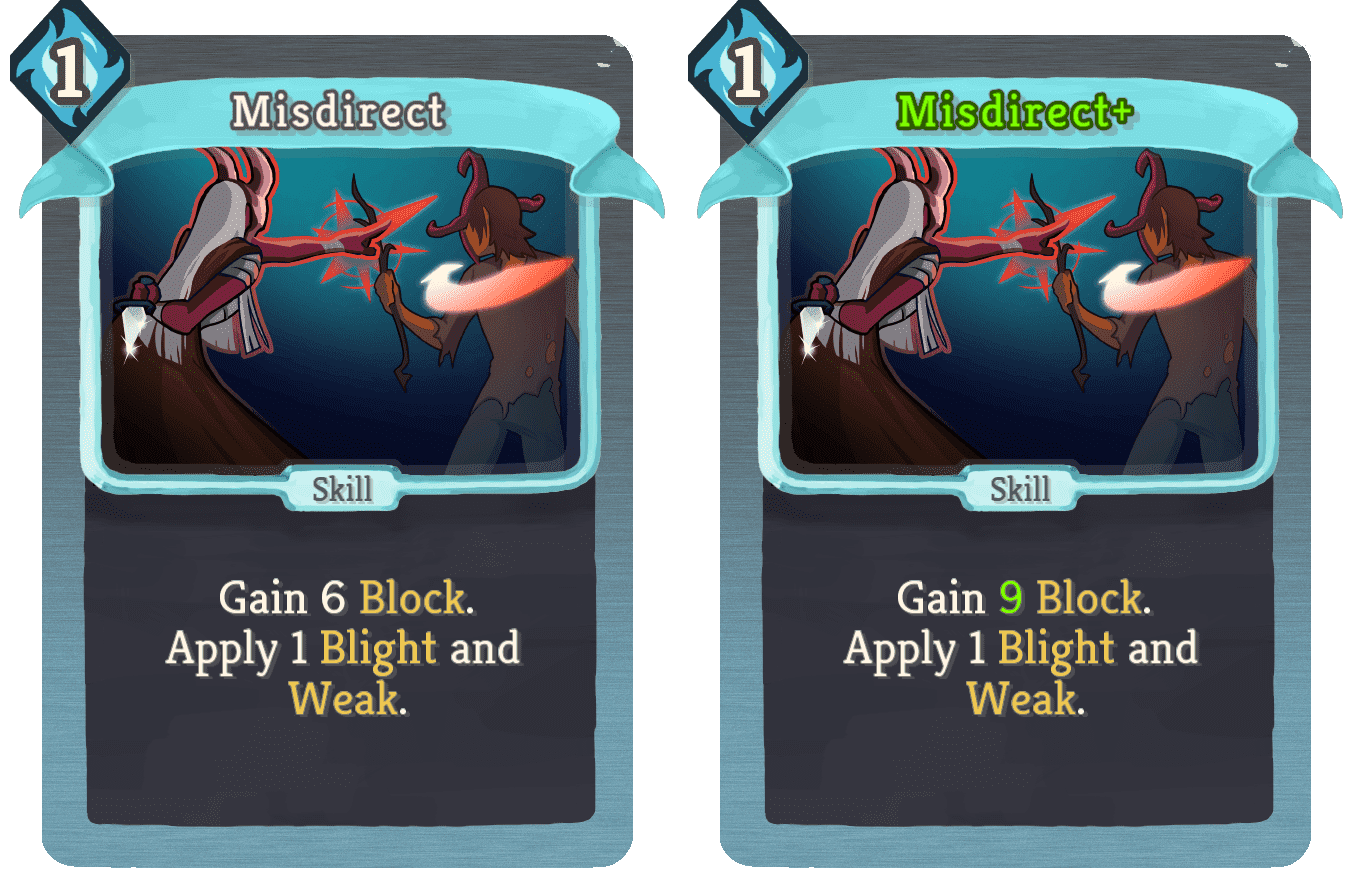 1
Misdirect
Skill
Gain 6 Block.
Apply 1 Blight and
Weak.
1
Misdirect+
Skill
Gain 9 Block.
Apply 1 Blight and
Weak.